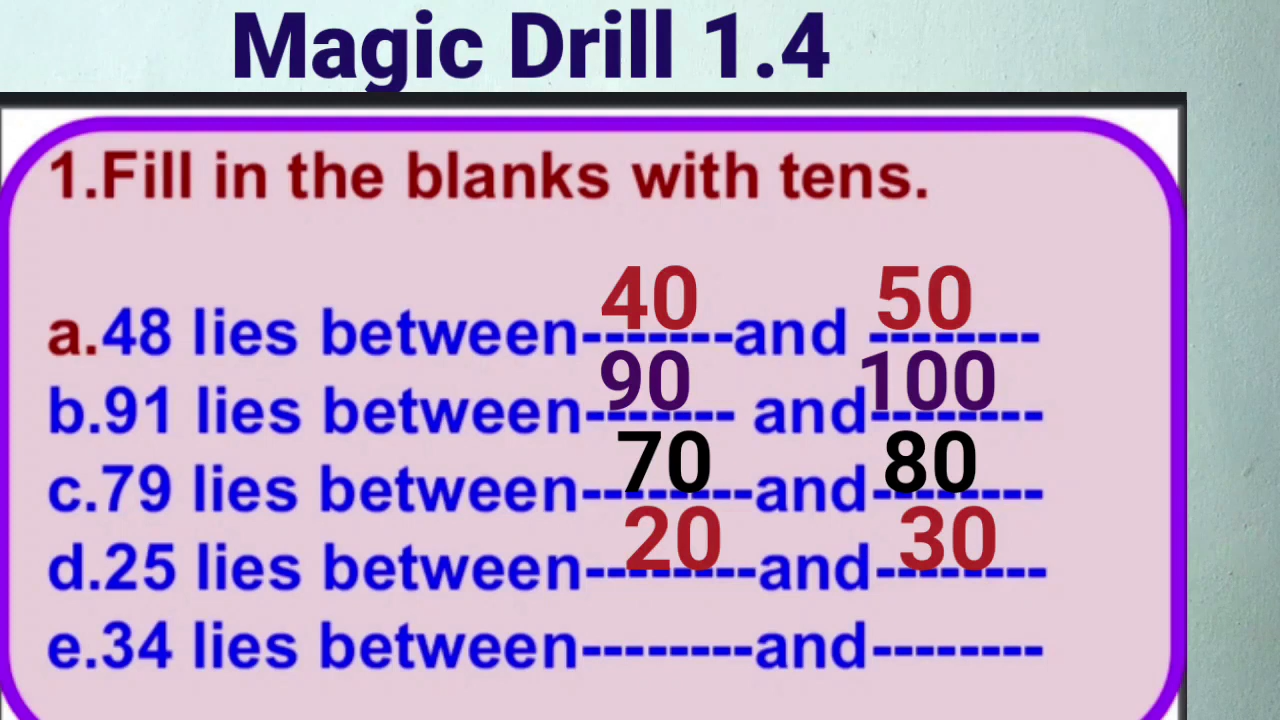 Magic Drill 1.4
1.Fill in the blanks with tens.
40 50
a.48 lies between-------and --------
90 100
b.91 lies between------- and--------
70 80
c.79 lies between--------and--------
20 30
d.25 lies between--------and--------
e.34 lies between--------and--------